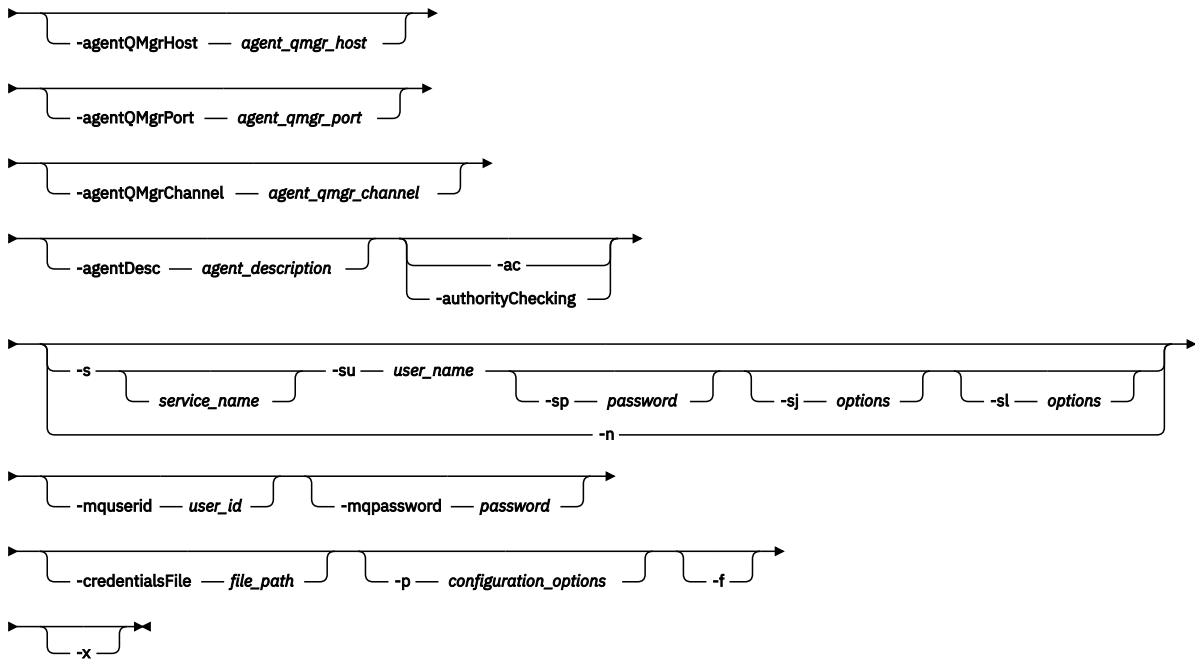 -agentQMgrHost agent_qmgr_host
-agentQMgrPort agent_qmgr_port
-agentQMgrChannel agent_qmgr_channel
-agentDesc agent_description -ac
-authorityChecking
-s service_name -su user_name -sp password -sj options -sl options
-n
-mquserid user_id -mqpassword password
-credentialsFile file_path -p configuration_options -f
-x